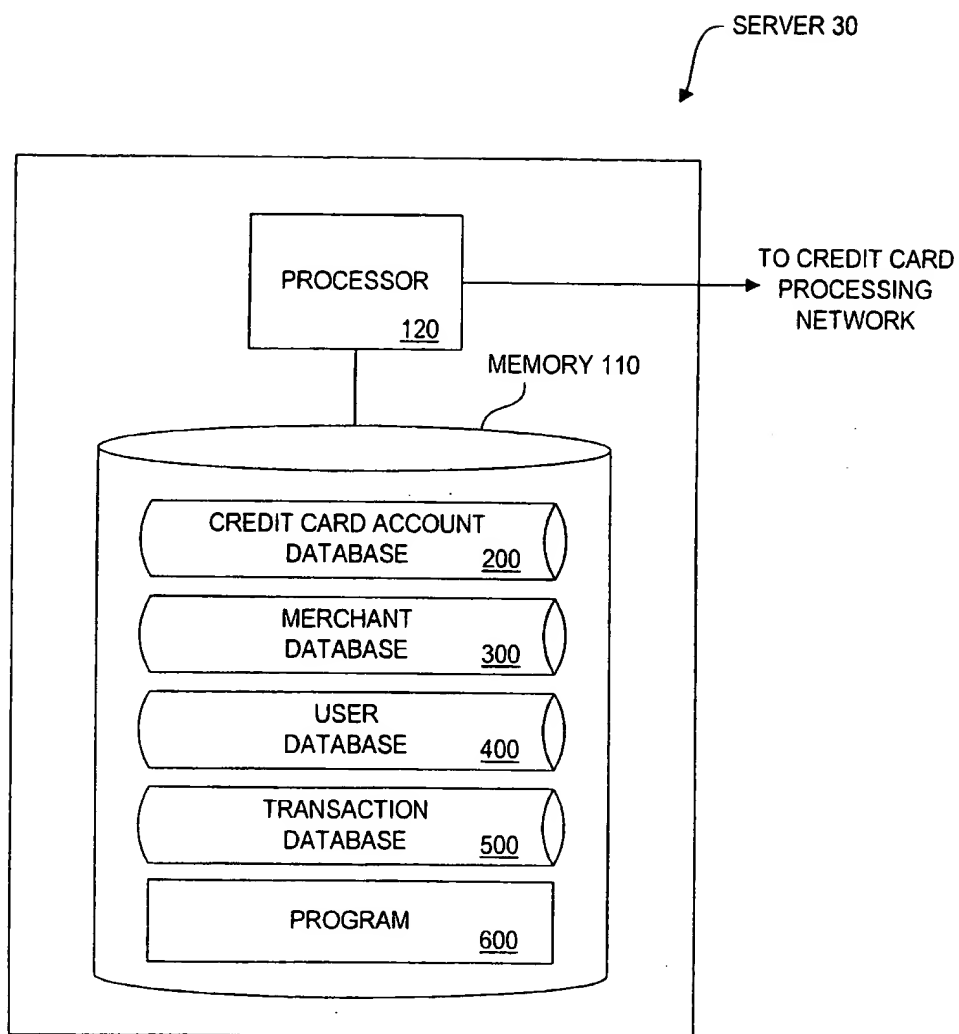 SERVER 30
PROCESSOR
120
TO CREDIT CARD
PROCESSING
NETWORK
MEMORY 110
CREDIT CARD ACCOUNT
DATABASE 200
MERCHANT
DATABASE 300
USER
DATABASE 400
TRANSACTION
DATABASE 500
PROGRAM
600